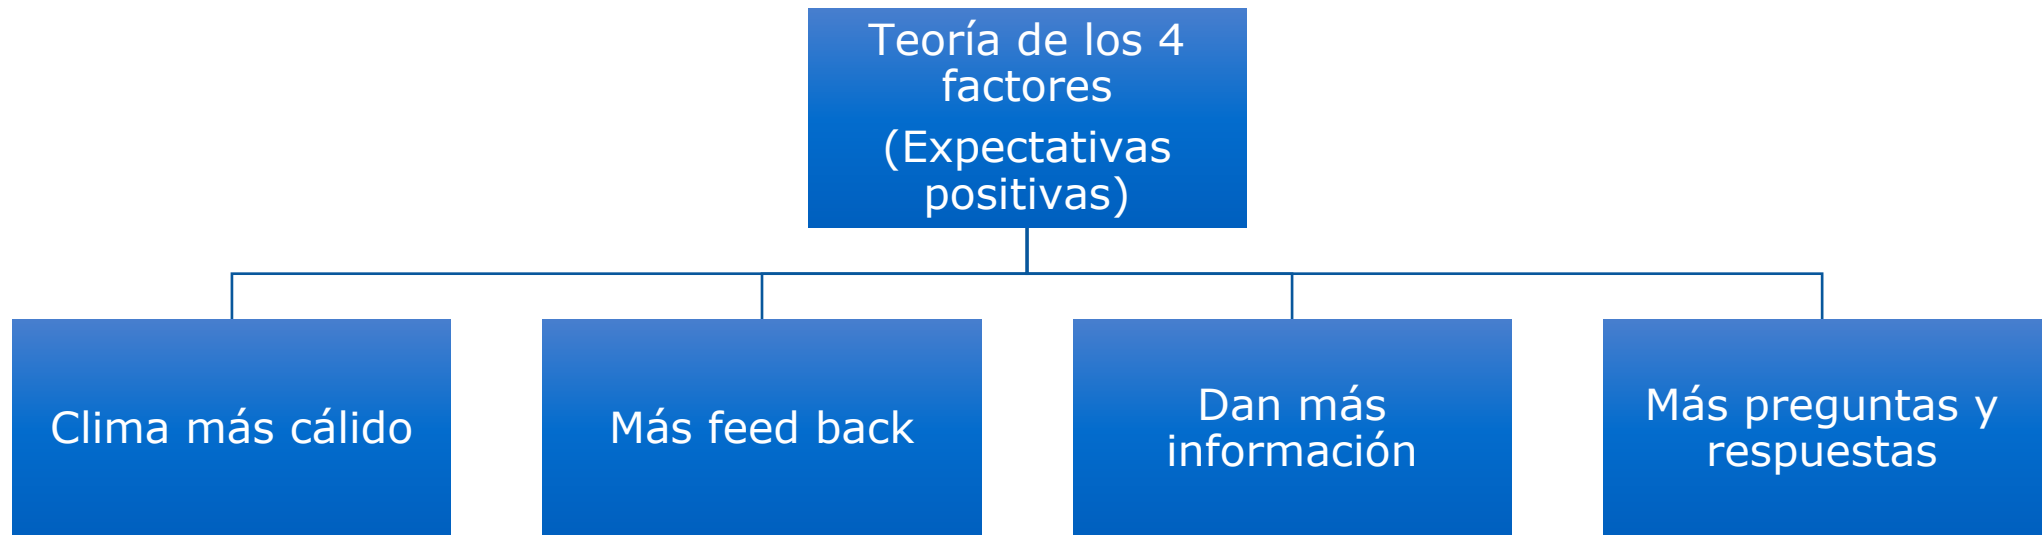 Teoría de los 4
factores
(Expectativas
positivas)
Clima más cálido
Más feed back
Dan más
información
Más preguntas y
respuestas